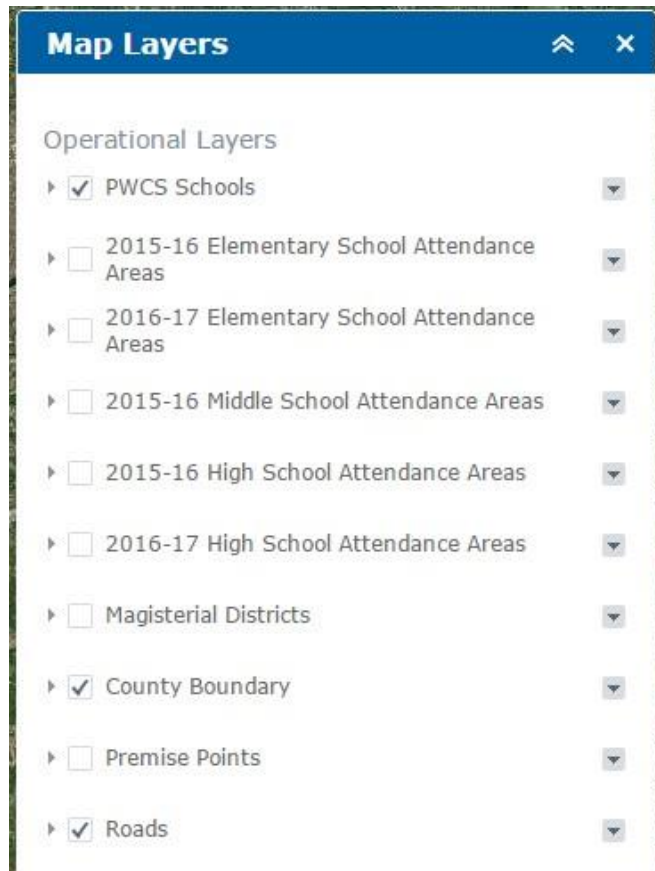 Map Layers
Operational Layers
PWCS Schools
2015-16 Elementary School Attendance
Areas
2016-17 Elementary School Attendance
Areas
2015-16 Middle School Attendance Areas
2015-16 High School Attendance Areas
2016-17 High School Attendance Areas
Magisterial Districts
County Boundary
Premise Points
Roads